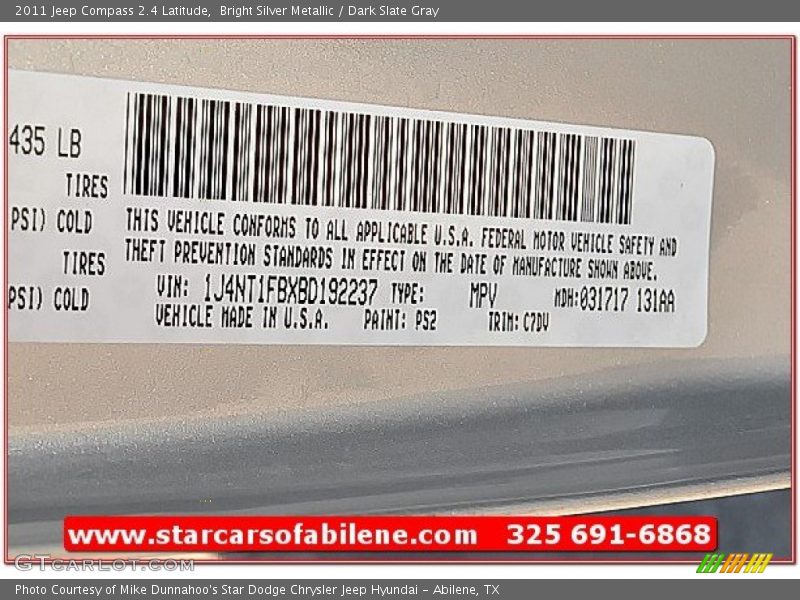 2011 Jeep Compass 2.4 Latitude, Bright Silver Metallic / Dark Slate Gray
435 LB
TIRES
PSI) COLD
TIRES
PSI) COLD
THIS VEHICLE CONFORMS TO ALL APPLICABLE U.S.A. FEDERAL MOTOR VEHICLE SAFETY AND
THEFT PREVENTION STANDARDS IN EFFECT ON THE DATE OF MANUFACTURE SHOWN ABOVE.
VIN: 1J4NT1FBXBD192237 TYPE: MPV MDH:031717 131AA
VEHICLE MADE IN U.S.A. PAINT: PS2 TRIM: C7DV
www.starcarsofabilene.com 325 691-6868
GTCARLOT.COM
Photo Courtesy of Mike Dunnahoo's Star Dodge Chrysler Jeep Hyundai - Abilene, TX